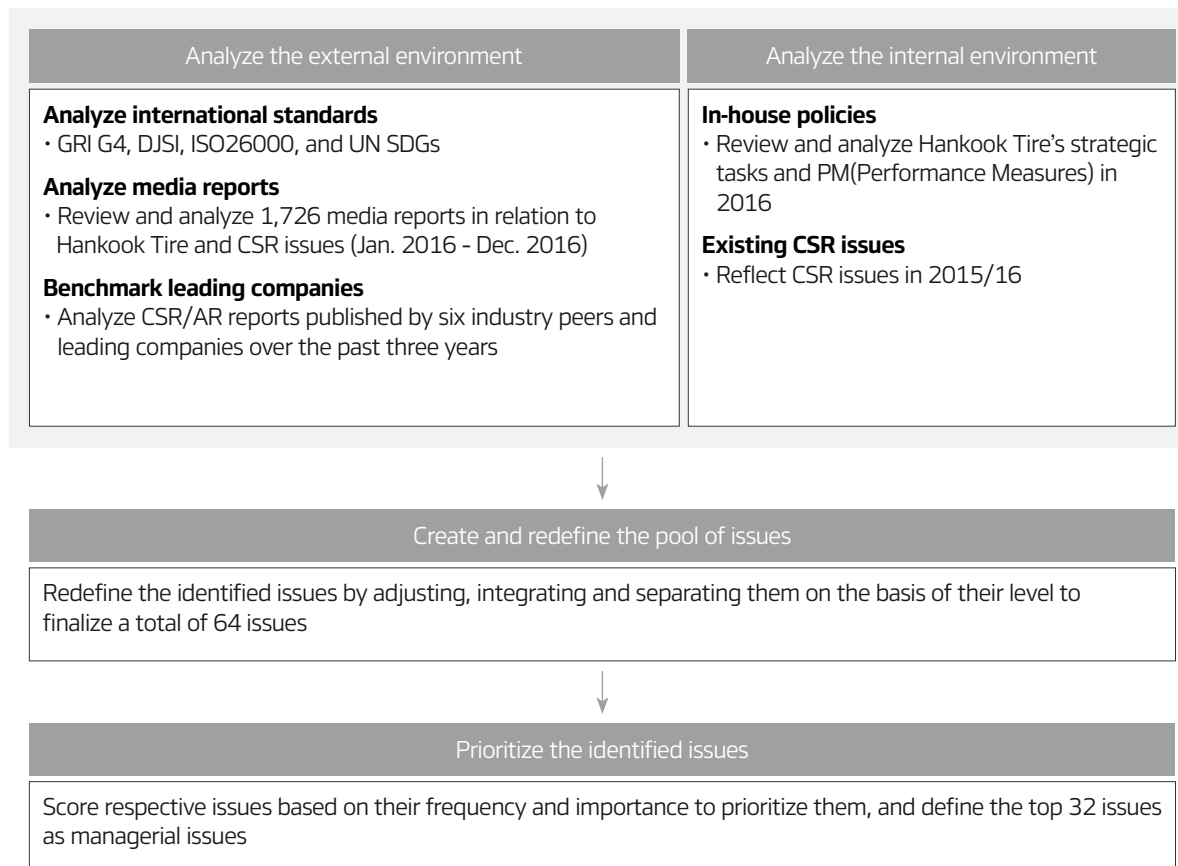 Analyze the external environment
Analyze international standards
· GRI G4, DJSI, ISO26000, and UN SDGs
Analyze media reports
· Review and analyze 1,726 media reports in relation to
Hankook Tire and CSR issues (Jan. 2016 - Dec. 2016)
Benchmark leading companies
· Analyze CSR/AR reports published by six industry peers and
leading companies over the past three years
Analyze the internal environment
In-house policies
· Review and analyze Hankook Tire’s strategic
tasks and PM(Performance Measures) in
2016
Existing CSR issues
· Reflect CSR issues in 2015/16
Create and redefine the pool of issues
Redefine the identified issues by adjusting, integrating and separating them on the basis of their level to
finalize a total of 64 issues
Prioritize the identified issues
Score respective issues based on their frequency and importance to prioritize them, and define the top 32 issues
as managerial issues